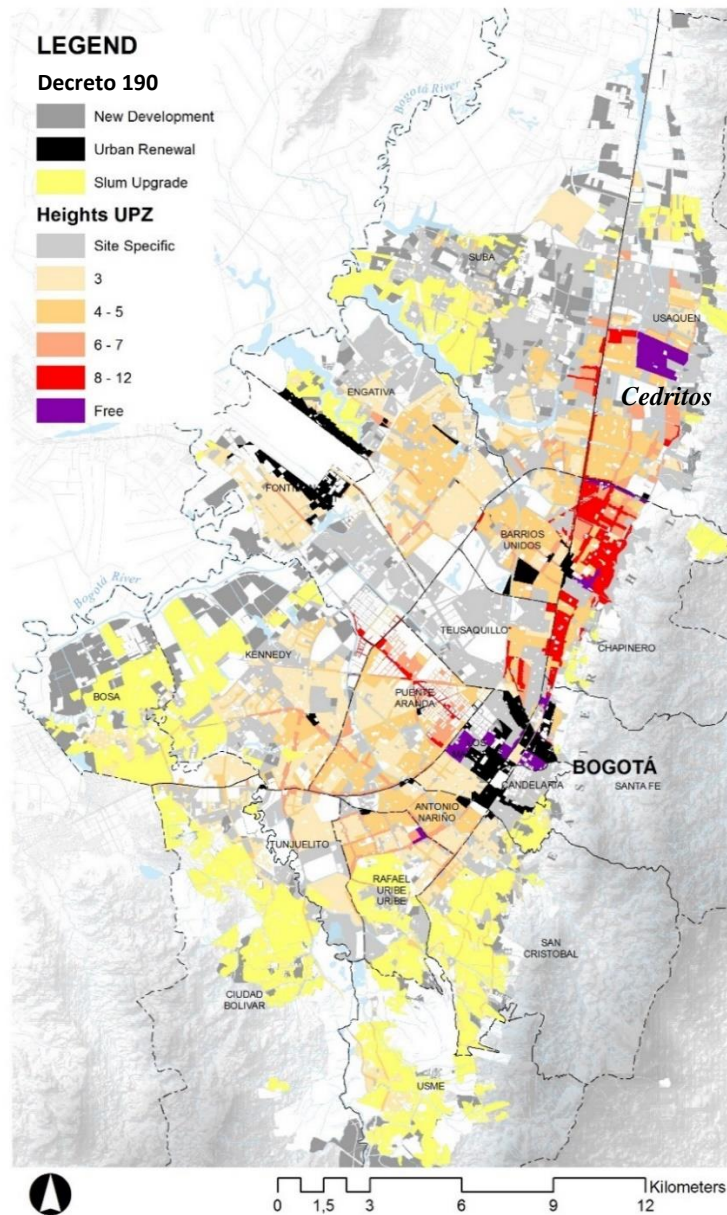 LEGEND
Decreto 190
New Development
Urban Renewal
Slum Upgrade
Heights UPZ
Site Specific
3
4 - 5
6 - 7
8 - 12
Free
Bogotá River
SUBA
USAQUEN
Cedritos
ENGATIVA
BARRIOS
UNIDOS
Bogotá River
TEUSAQUILLO
CHAPINERO
KENNEDY
BOSA
PUENTE
ARANDA
BOGOTÁ
CANDELARIA
SANTA FE
ANTONIO
NARIÑO
TUNJUELITO
RAFAEL
URIBE
URIBE
SAN
CRISTOBAL
CIUDAD
BOLIVAR
USME
Kilometers
0 1,5 3 6 9 12